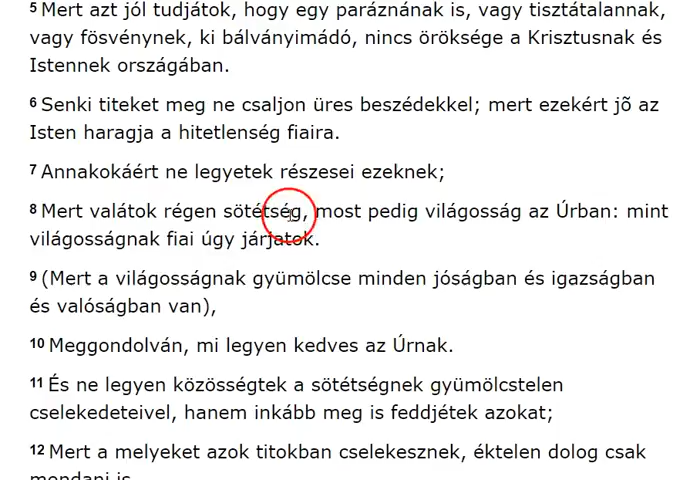 5 Mert azt jól tudjátok, hogy egy paráznának is, vagy tisztátalannak,
vagy fösvénynek, ki bálványimádó, nincs öröksége a Krisztusnak és
Istennek országában.
6 Senki titeket meg ne csaljon üres beszédekkel; mert ezekért jõ az
Isten haragja a hitetlenség fiaira.
7 Annakokáért ne legyetek részesei ezeknek;
8 Mert valátok régen sötétség, most pedig világosság az Úrban: mint
világosságnak fiai úgy járjatok.
9 (Mert a világosságnak gyümölcse minden jóságban és igazságban
és valóságban van),
10 Meggondolván, mi legyen kedves az Úrnak.
11 És ne legyen közösségtek a sötétségnek gyümölcstelen
cselekedeteivel, hanem inkább meg is feddjétek azokat;
12 Mert a melyeket azok titokban cselekesznek, éktelen dolog csak
mondani is